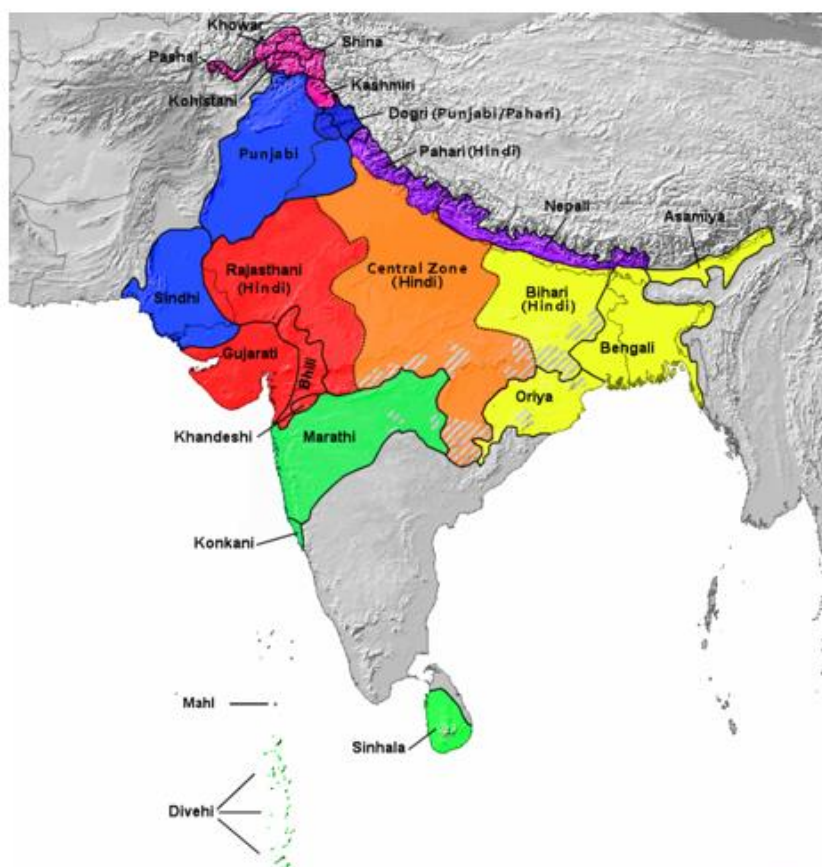 Khowar
Shina
Pashai
Kashmiri
Kohistani
Dogri (Punjabi/Pahari)
Punjabi
Pahari (Hindi)
Nepali
Asamiya
Rajasthani
(Hindi)
Central Zone
(Hindi)
Sindhi
Bihari
(Hindi)
Gujarati
Bhili
Bengali
Oriya
Khandeshi
Marathi
Konkani
Mahl
Sinhala
Divehi